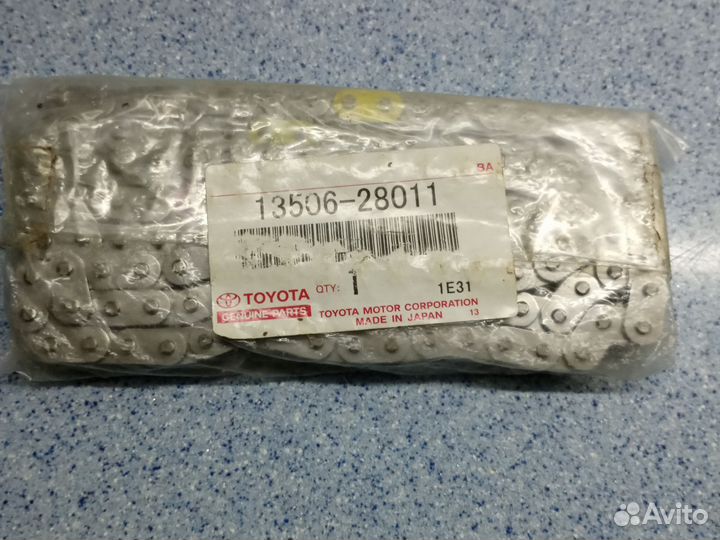 BA
13506-28011
TOYOTA QTY: 1 1E31
GENUINE PARTS TOYOTA MOTOR CORPORATION
MADE IN JAPAN 13
Avito